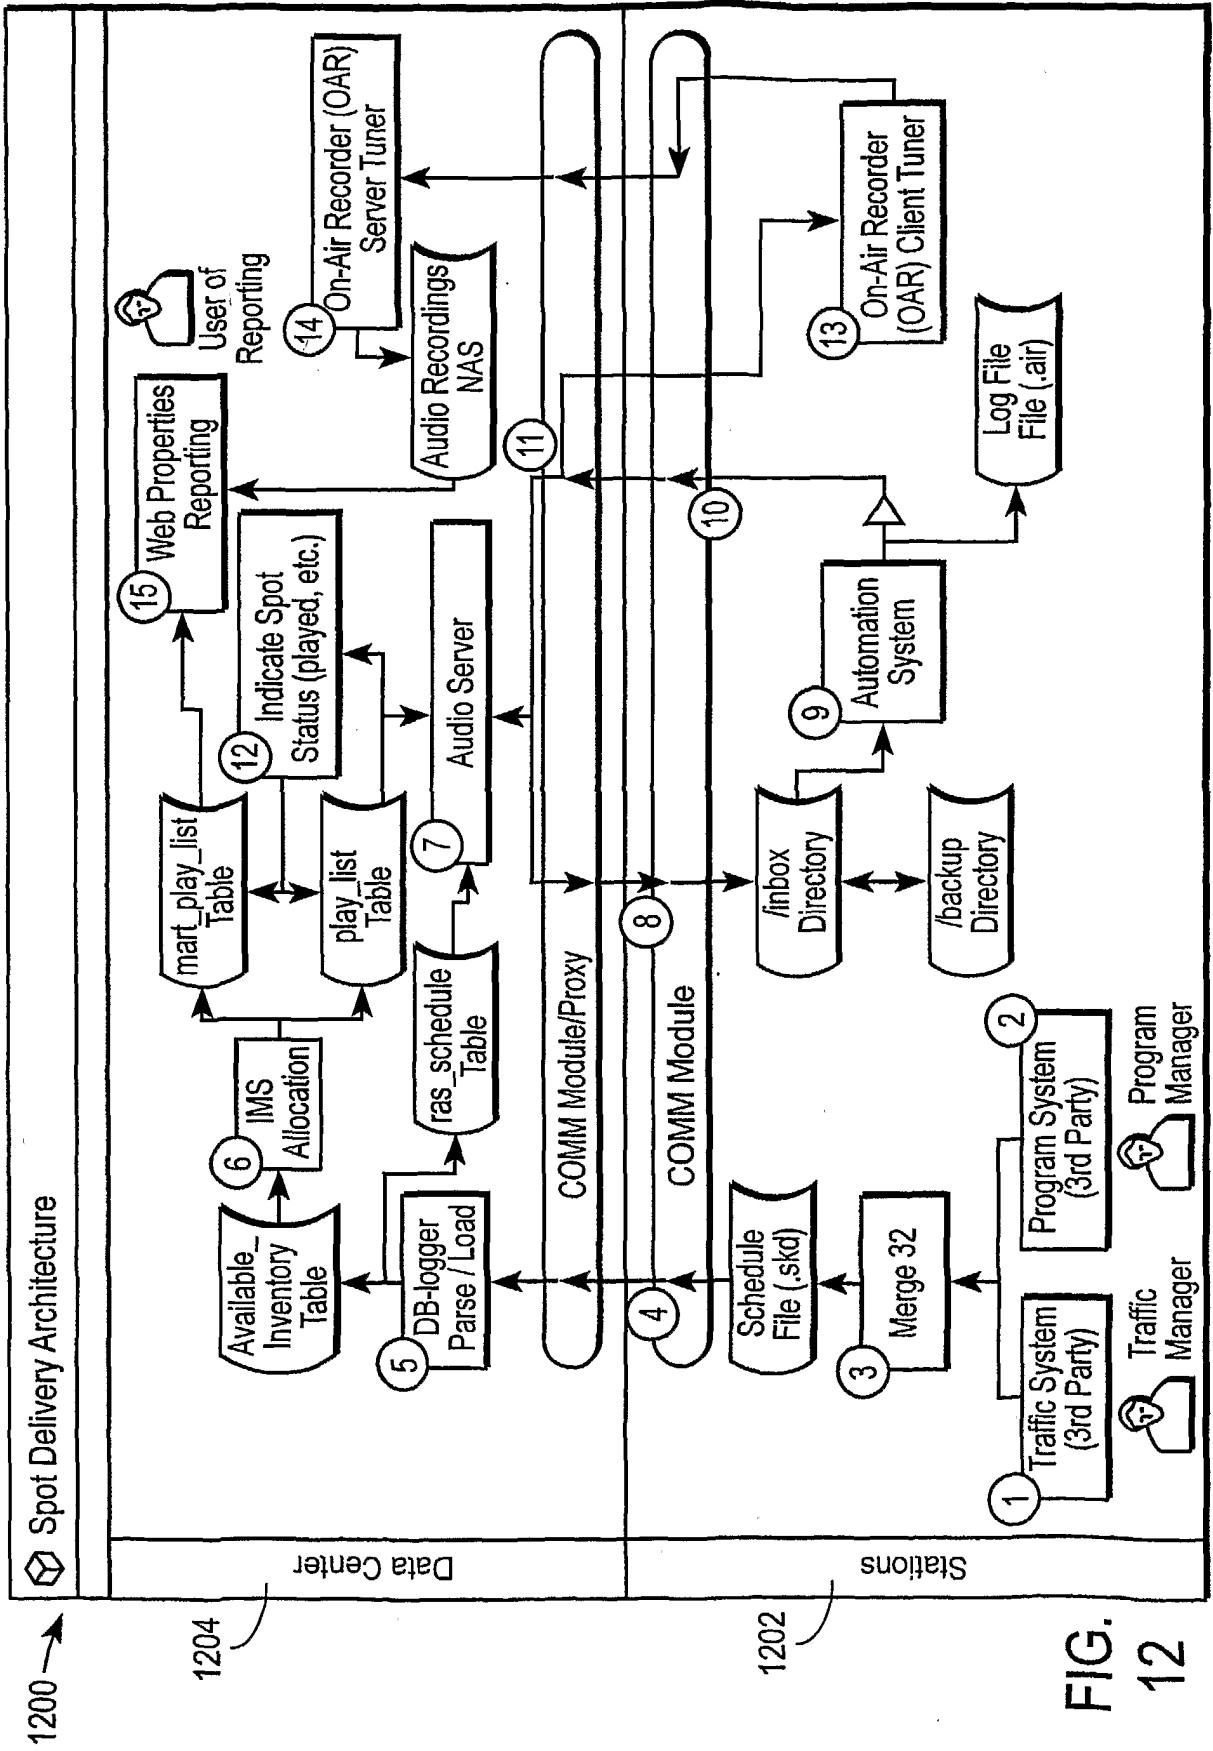 1200
Spot Delivery Architecture
1204
Data Center
Available_
Inventory
Table
6
IMS
Allocation
mart_play_list
Table
play_list
Table
12
Indicate Spot
Status (played, etc.)
15
Web Properties
Reporting
User of
Reporting
14
On-Air Recorder (OAR)
Server Tuner
Audio Recordings
NAS
5
DB-logger
Parse / Load
ras_schedule
Table
7
Audio Server
11
COMM Module/Proxy
1202
Stations
4
8
10
COMM Module
Schedule
File (.skd)
3
Merge 32
/inbox
Directory
/backup
Directory
9
Automation
System
Log File
File (.air)
13
On-Air Recorder
(OAR) Client Tuner
1
Traffic System
(3rd Party)
2
Program System
(3rd Party)
Traffic
Manager
Program
Manager
FIG.
12